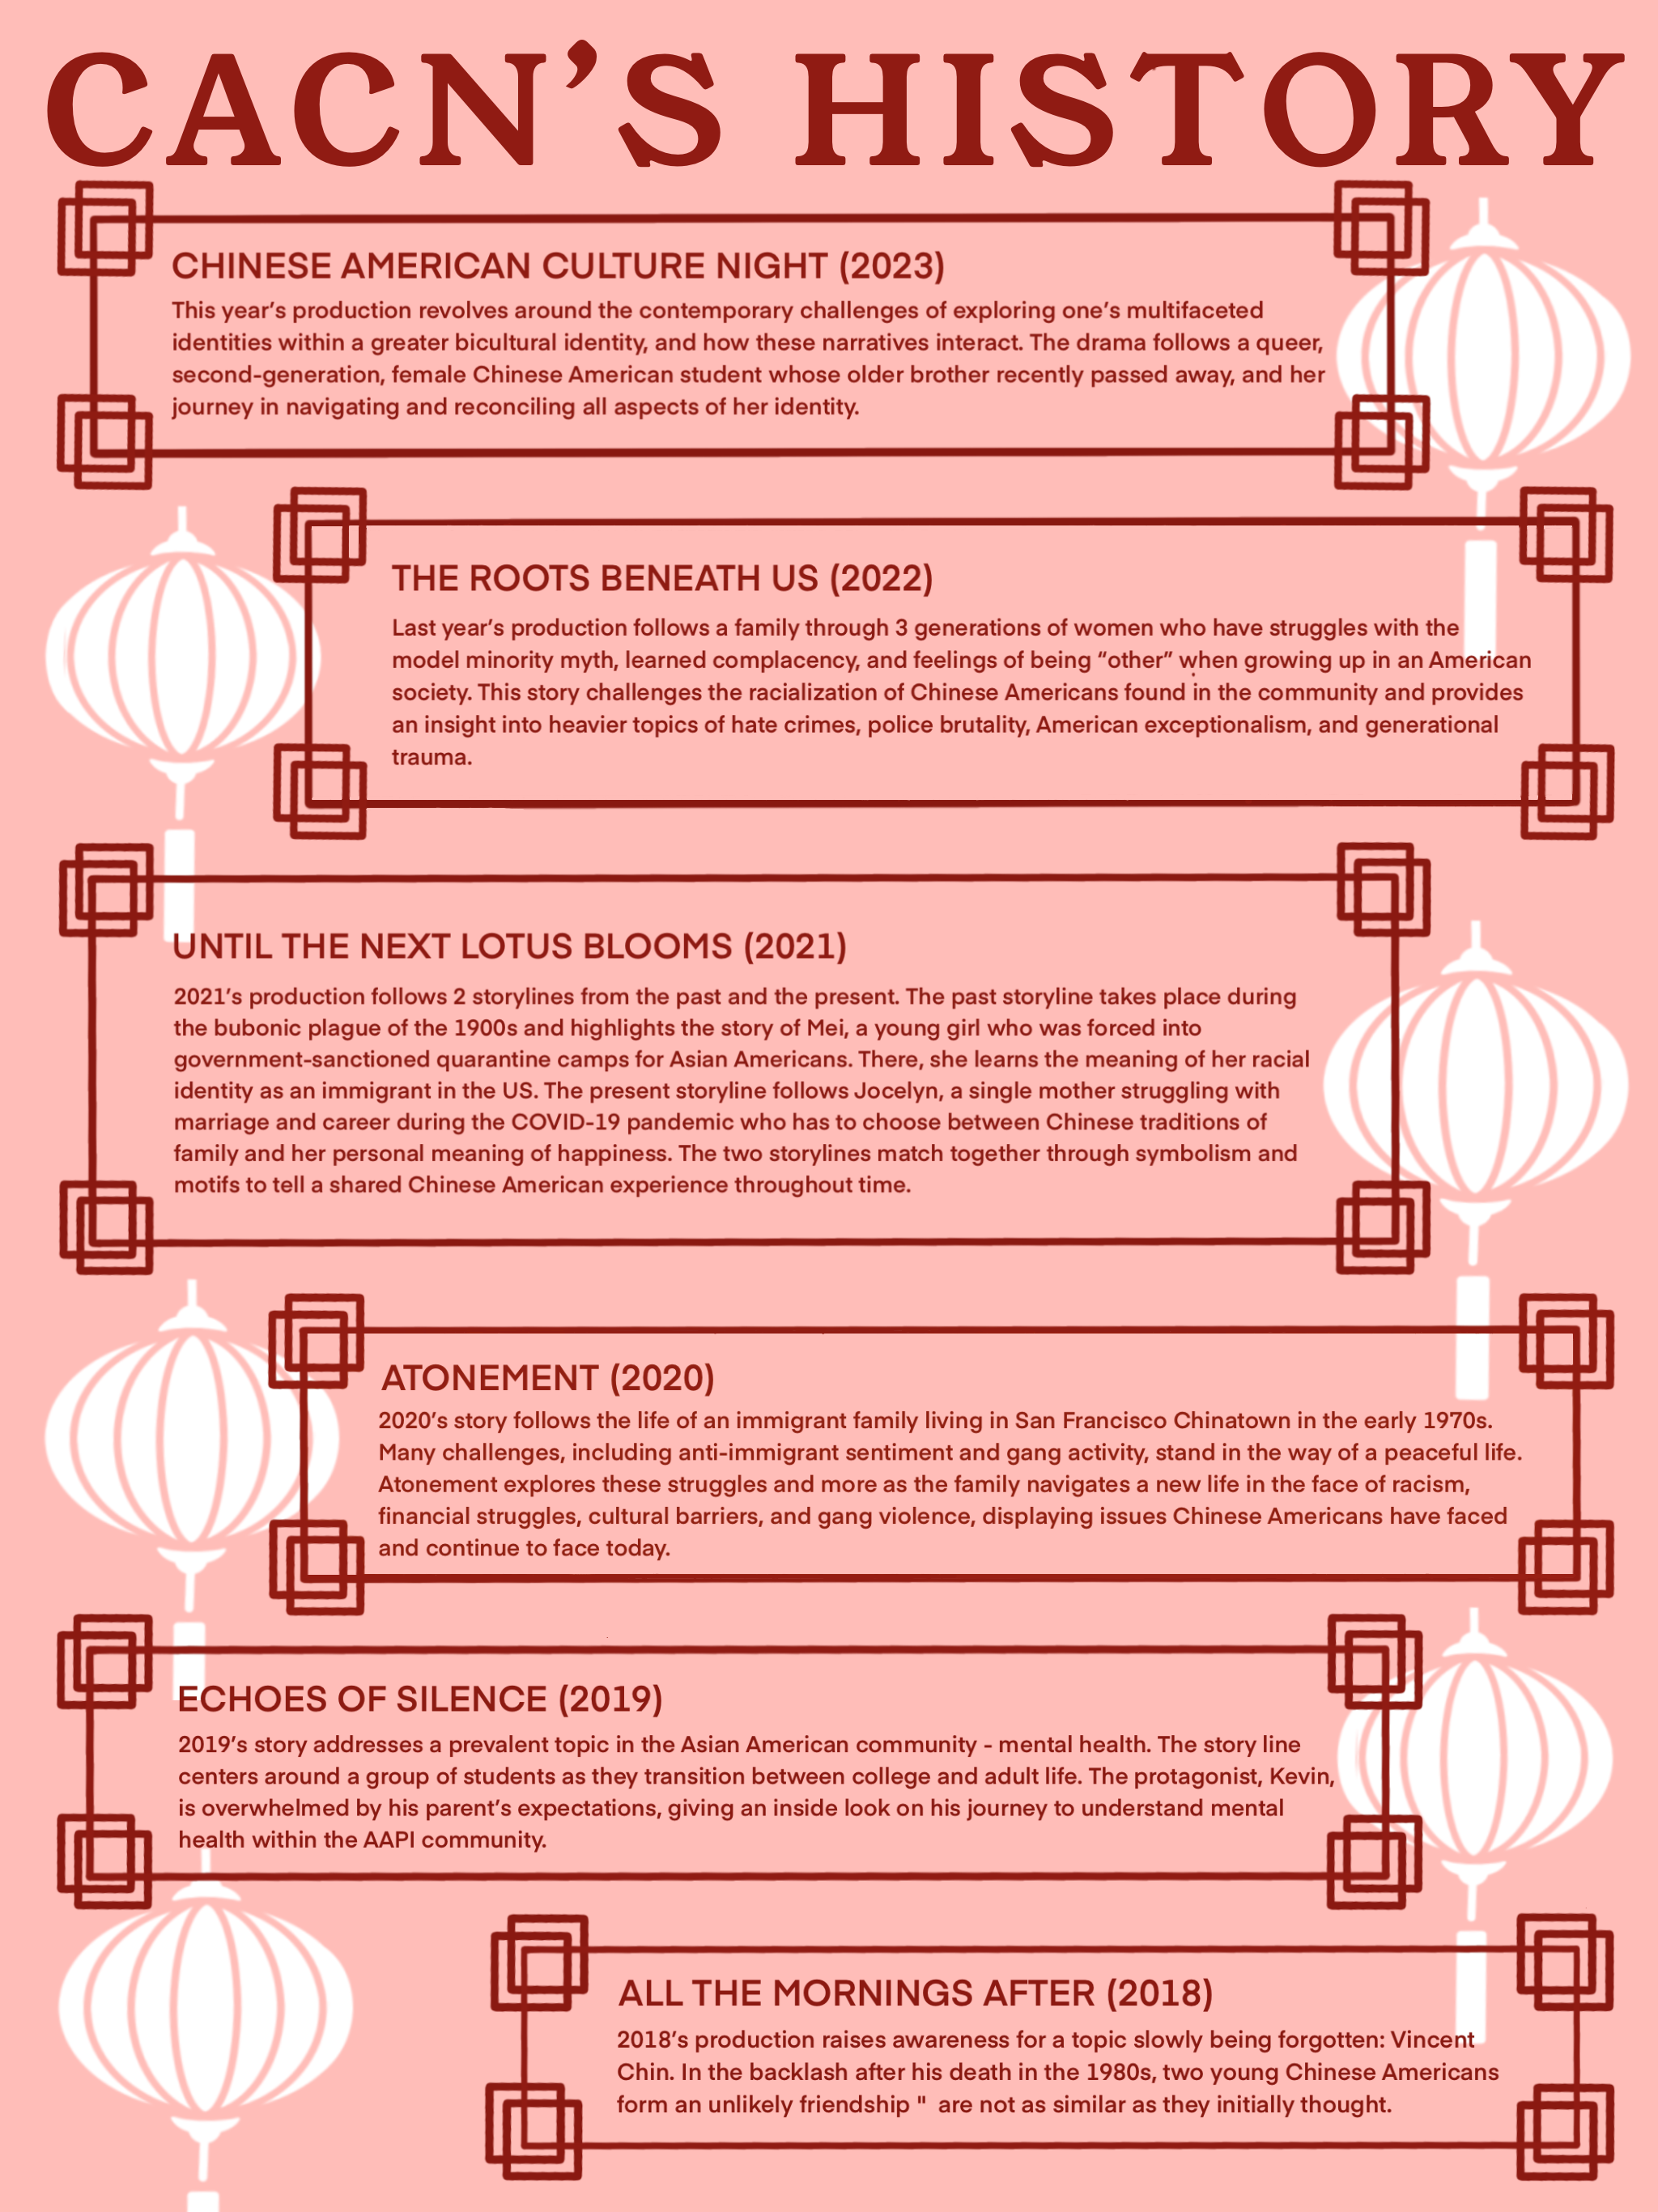 CACN’S HISTORY
CHINESE AMERICAN CULTURE NIGHT (2023)
This year’s production revolves around the contemporary challenges of exploring one’s multifaceted
identities within a greater bicultural identity, and how these narratives interact. The drama follows a queer,
second-generation, female Chinese American student whose older brother recently passed away, and her
journey in navigating and reconciling all aspects of her identity.
THE ROOTS BENEATH US (2022)
Last year’s production follows a family through 3 generations of women who have struggles with the
model minority myth, learned complacency, and feelings of being “other” when growing up in an American
society. This story challenges the racialization of Chinese Americans found in the community and provides
an insight into heavier topics of hate crimes, police brutality, American exceptionalism, and generational
trauma.
UNTIL THE NEXT LOTUS BLOOMS (2021)
2021’s production follows 2 storylines from the past and the present. The past storyline takes place during
the bubonic plague of the 1900s and highlights the story of Mei, a young girl who was forced into
government-sanctioned quarantine camps for Asian Americans. There, she learns the meaning of her racial
identity as an immigrant in the US. The present storyline follows Jocelyn, a single mother struggling with
marriage and career during the COVID-19 pandemic who has to choose between Chinese traditions of
family and her personal meaning of happiness. The two storylines match together through symbolism and
motifs to tell a shared Chinese American experience throughout time.
ATONEMENT (2020)
2020’s story follows the life of an immigrant family living in San Francisco Chinatown in the early 1970s.
Many challenges, including anti-immigrant sentiment and gang activity, stand in the way of a peaceful life.
Atonement explores these struggles and more as the family navigates a new life in the face of racism,
financial struggles, cultural barriers, and gang violence, displaying issues Chinese Americans have faced
and continue to face today.
ECHOES OF SILENCE (2019)
2019’s story addresses a prevalent topic in the Asian American community - mental health. The story line
centers around a group of students as they transition between college and adult life. The protagonist, Kevin,
is overwhelmed by his parent’s expectations, giving an inside look on his journey to understand mental
health within the AAPI community.
ALL THE MORNINGS AFTER (2018)
2018’s production raises awareness for a topic slowly being forgotten: Vincent
Chin. In the backlash after his death in the 1980s, two young Chinese Americans
form an unlikely friendship "  are not as similar as they initially thought.